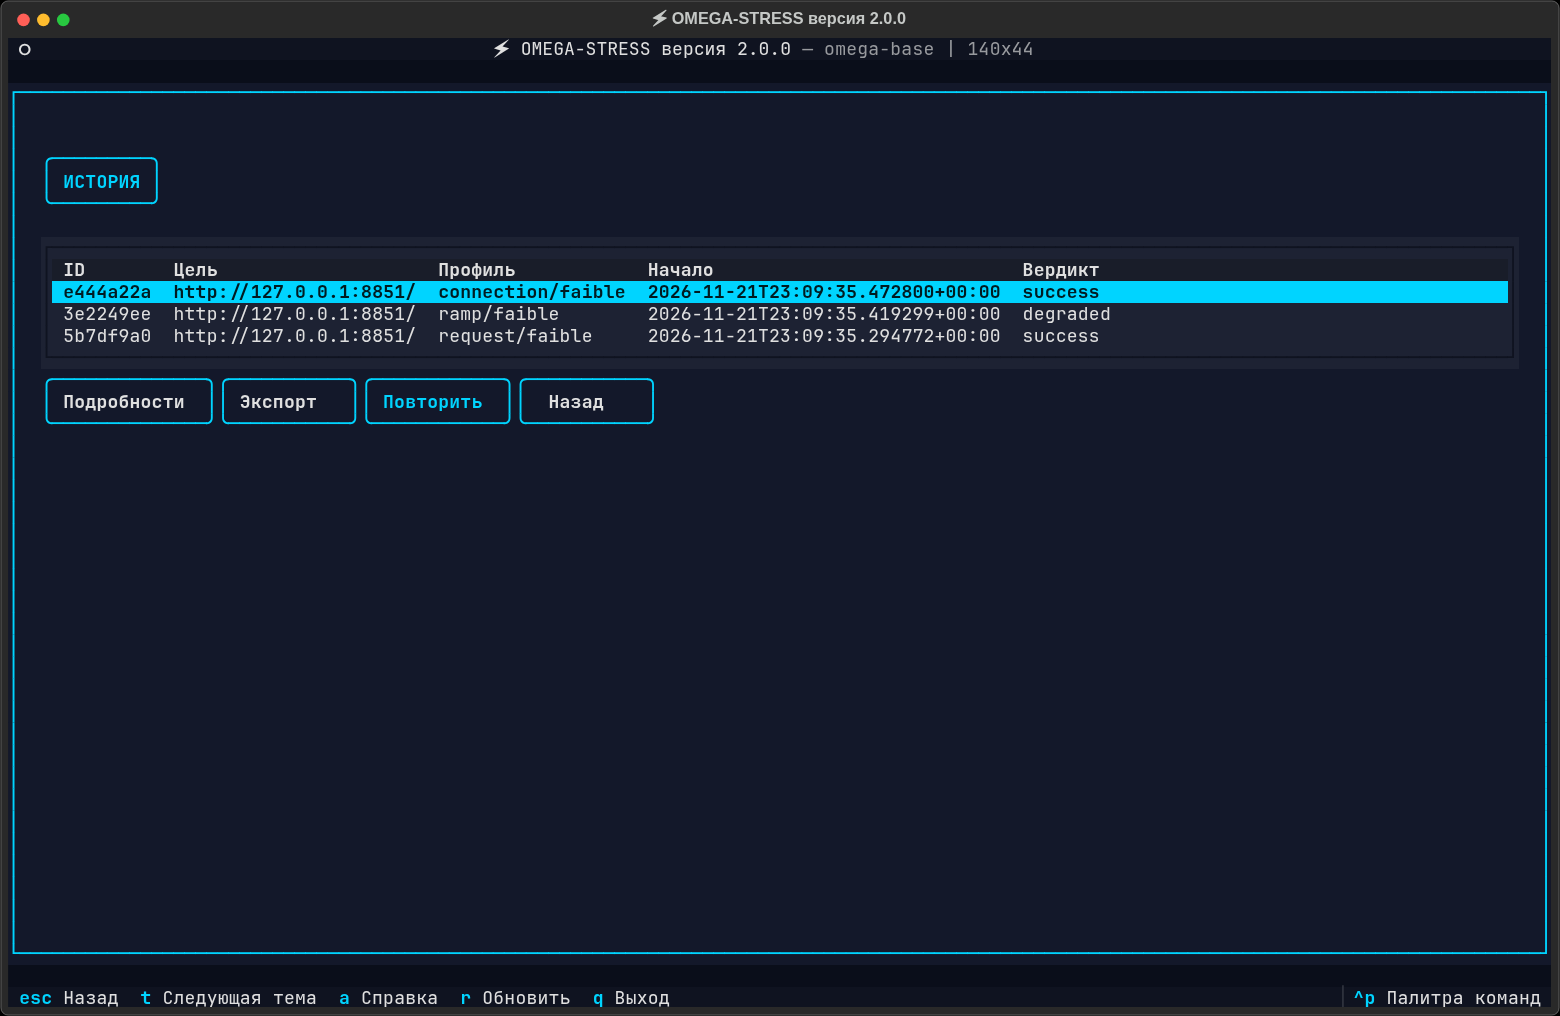 ⚡ OMEGA-STRESS версия 2.0.0
⚡ OMEGA-STRESS версия 2.0.0 — omega-base | 140x44
ИСТОРИЯ
ID Цель Профиль Начало Вердикт
e444a22a http://127.0.0.1:8851/ connection/faible 2026-11-21T23:09:35.472800+00:00 success
3e2249ee http://127.0.0.1:8851/ ramp/faible 2026-11-21T23:09:35.419299+00:00 degraded
5b7df9a0 http://127.0.0.1:8851/ request/faible 2026-11-21T23:09:35.294772+00:00 success
Подробности Экспорт Повторить Назад
esc Назад t Следующая тема a Справка r Обновить q Выход ^p Палитра команд